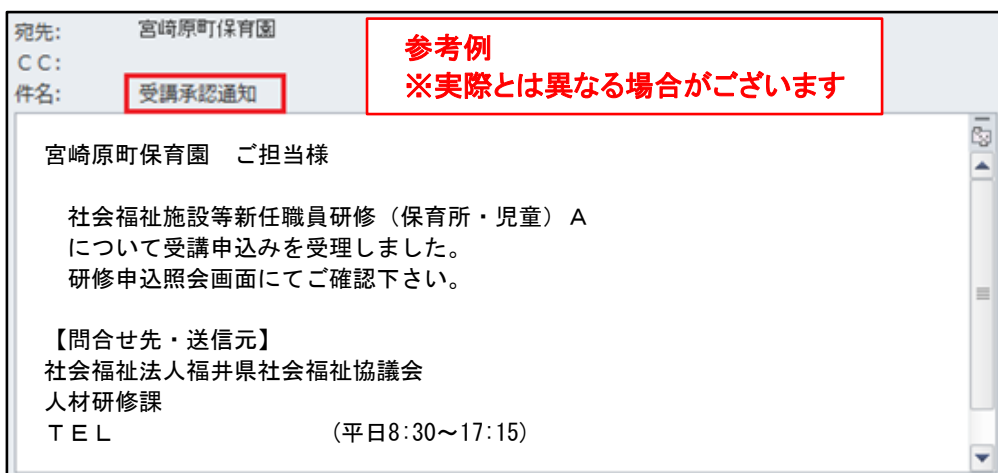 宛先: 宮崎原町保育園
CC:
件名: 受講承認通知
参考例
※実際とは異なる場合がございます
宮崎原町保育園 ご担当様
社会福祉施設等新任職員研修（保育所・児童）Ａ
について受講申込みを受理しました。
研修申込照会画面にてご確認下さい。
【問合せ先・送信元】
社会福祉法人福井県社会福祉協議会
人材研修課
ＴＥＬ (平日8:30～17:15)